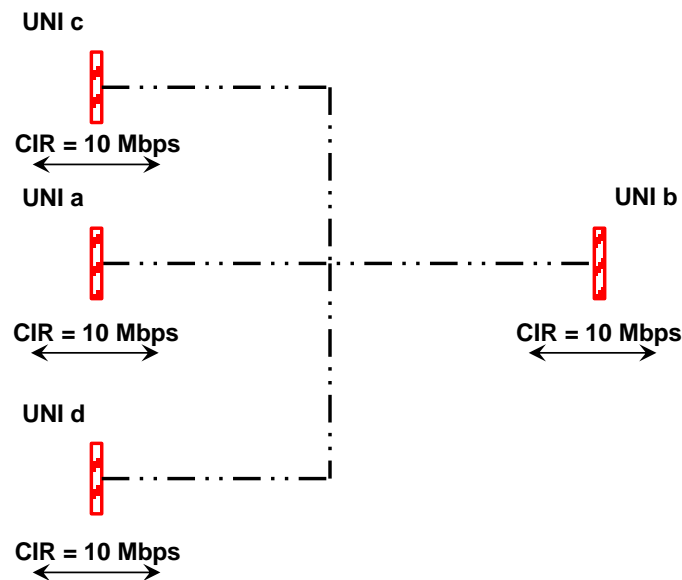 UNI c
CIR = 10 Mbps
UNI a
UNI b
CIR = 10 Mbps
CIR = 10 Mbps
UNI d
CIR = 10 Mbps